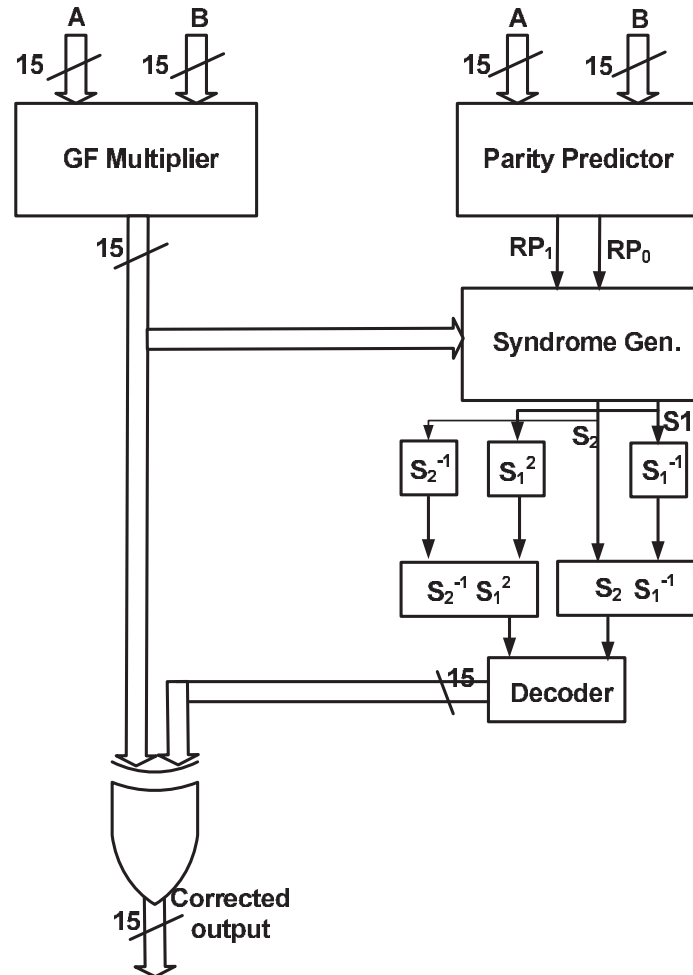 A B A B
15 15 15 15
GF Multiplier Parity Predictor
15 RP₁ RP₀
Syndrome Gen.
S₂ S1
S₂⁻¹ S₁² S₁⁻¹
S₂⁻¹ S₁² S₂ S₁⁻¹
15
Decoder
Corrected
15 output